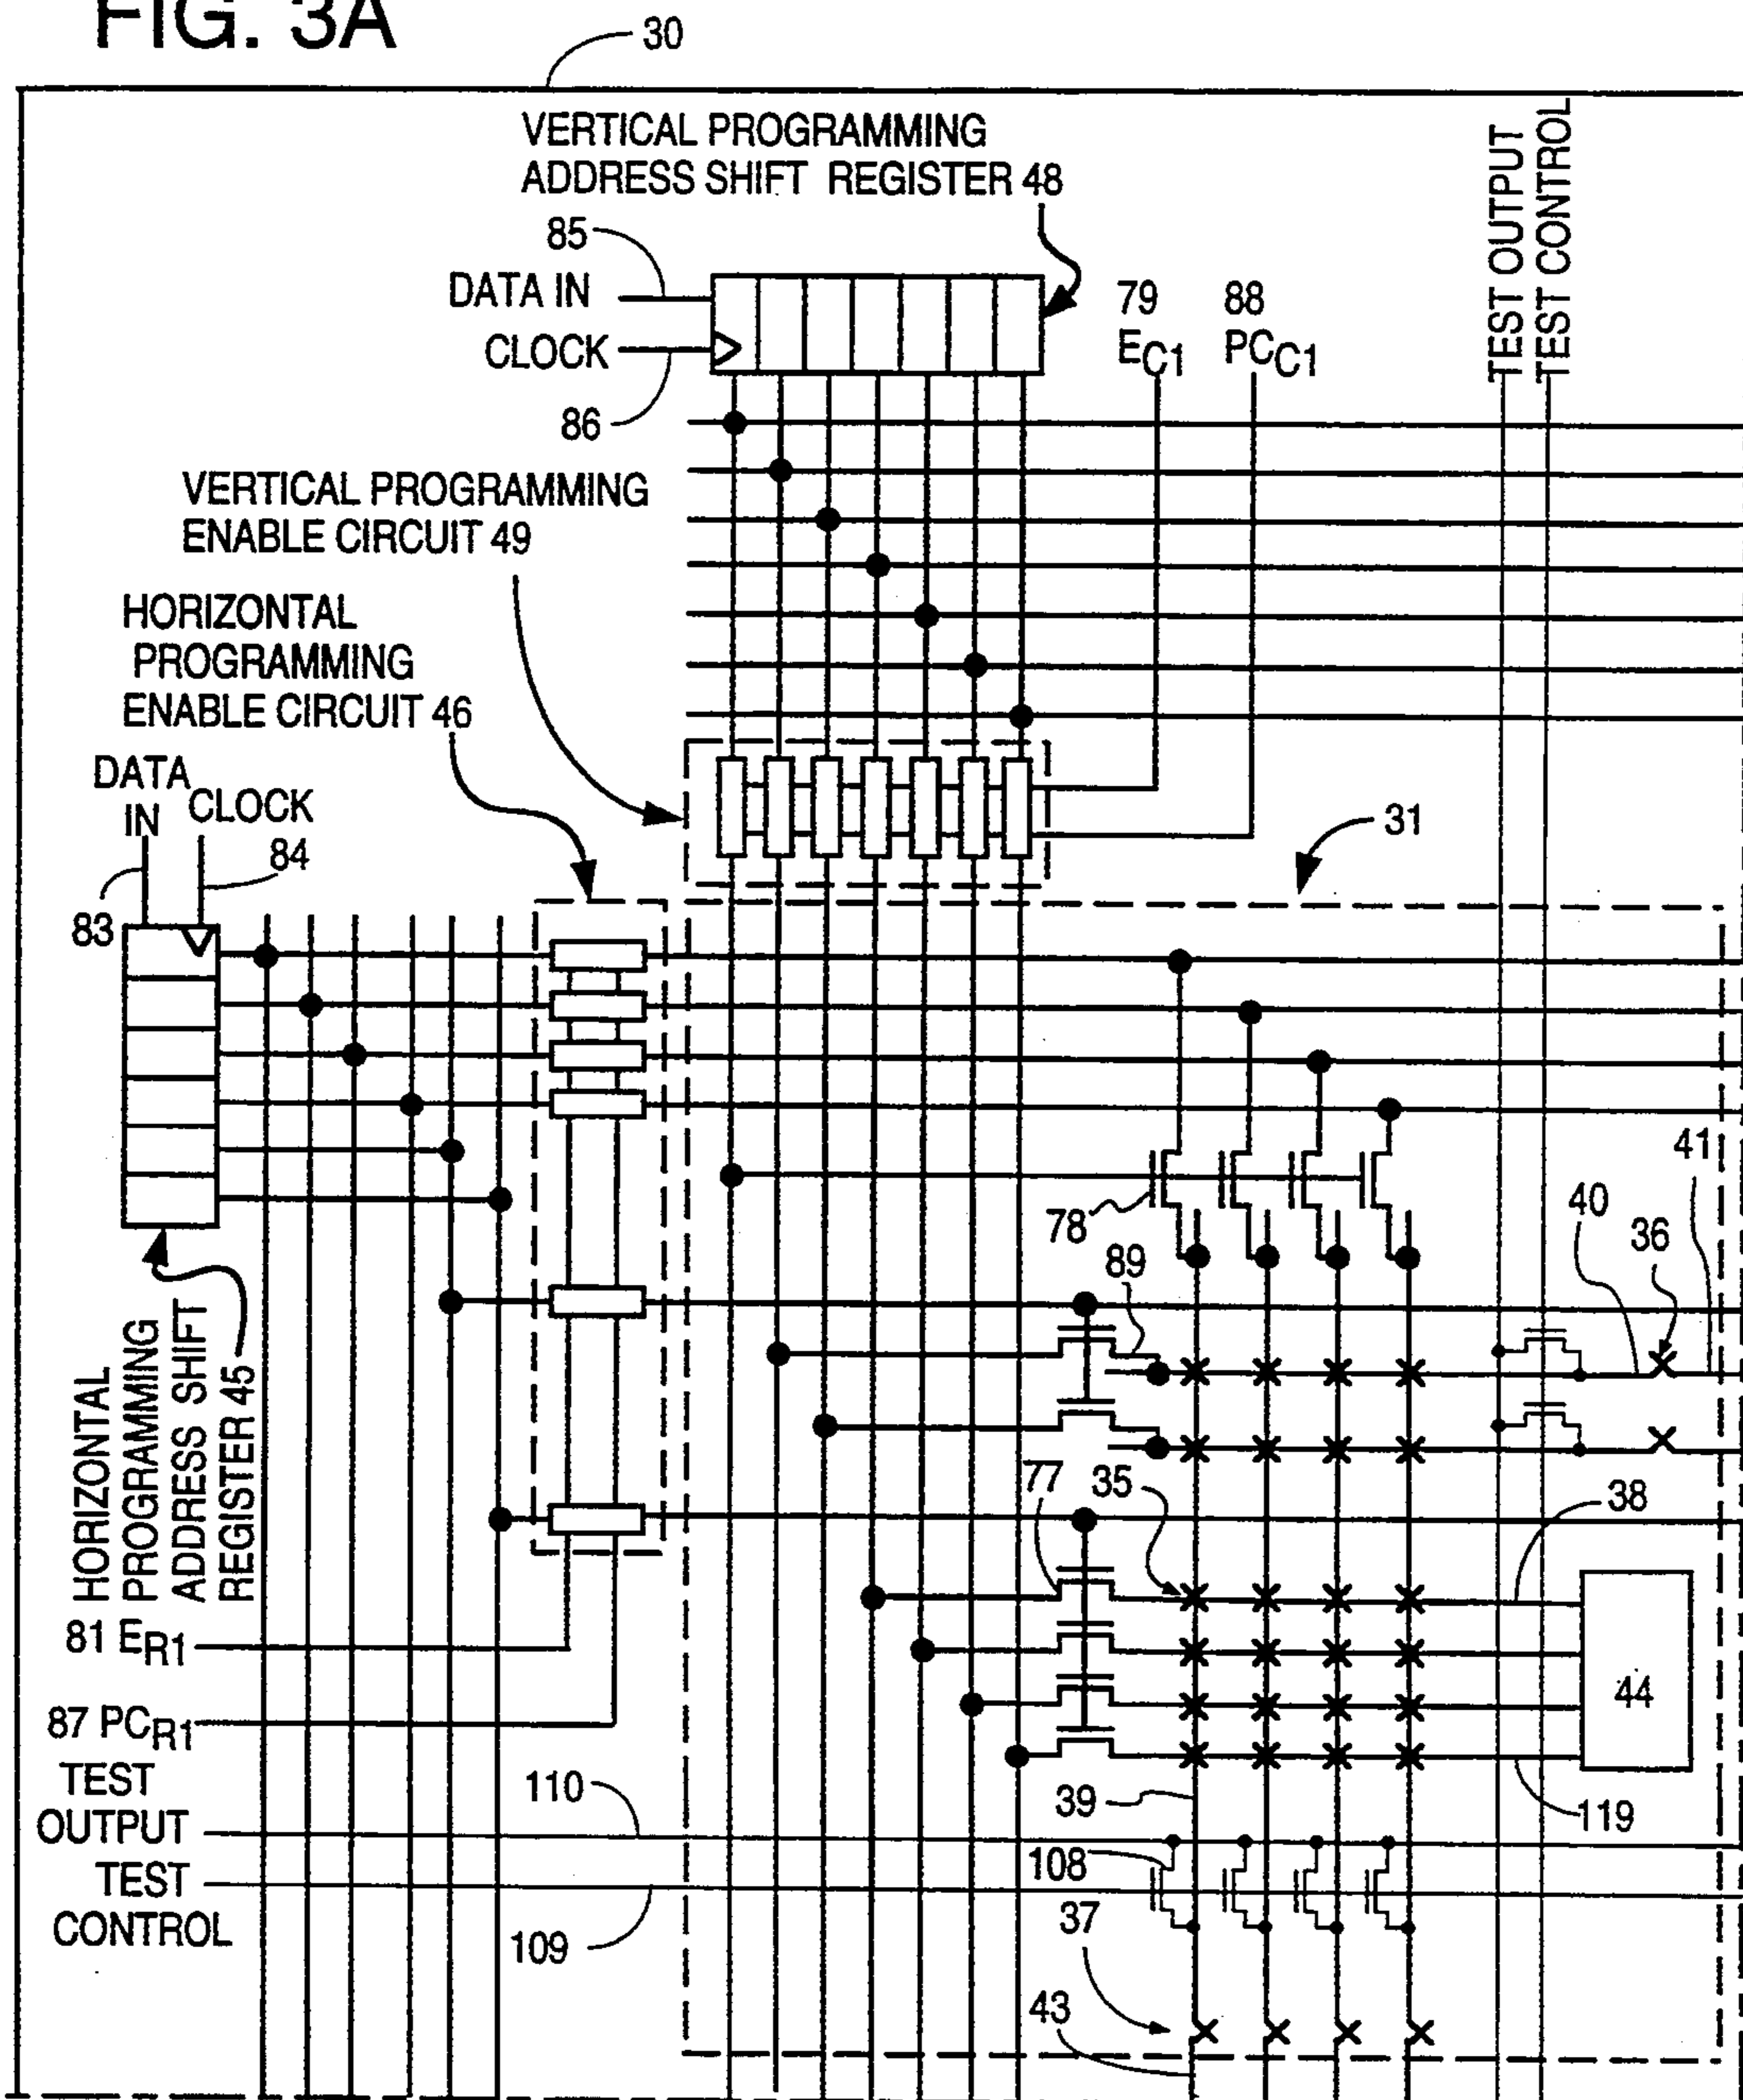 FIG. 3A
30
VERTICAL PROGRAMMING
ADDRESS SHIFT REGISTER 48
85
DATA IN
CLOCK
86
79
EC1
88
PCC1
TEST OUTPUT
TEST CONTROL
VERTICAL PROGRAMMING
ENABLE CIRCUIT 49
HORIZONTAL
PROGRAMMING
ENABLE CIRCUIT 46
DATA
IN
CLOCK
84
83
31
78
89
40
36
41
HORIZONTAL
PROGRAMMING
ADDRESS SHIFT
REGISTER 45
77
35
38
44
81 ER1
87 PCR1
TEST
OUTPUT
110
39
119
108
TEST
CONTROL
109
37
43